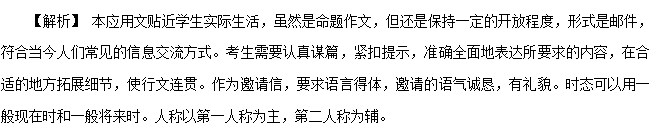 【解析】 本应用文贴近学生实际生活，虽然是命题作文，但还是保持一定的开放程度，形式是邮件，
符合当今人们常见的信息交流方式。考生需要认真谋篇，紧扣提示，准确全面地表达所要求的内容，在合
适的地方拓展细节，使行文连贯。作为邀请信，要求语言得体，邀请的语气诚恳，有礼貌。时态可以用一
般现在时和一般将来时。人称以第一人称为主，第二人称为辅。